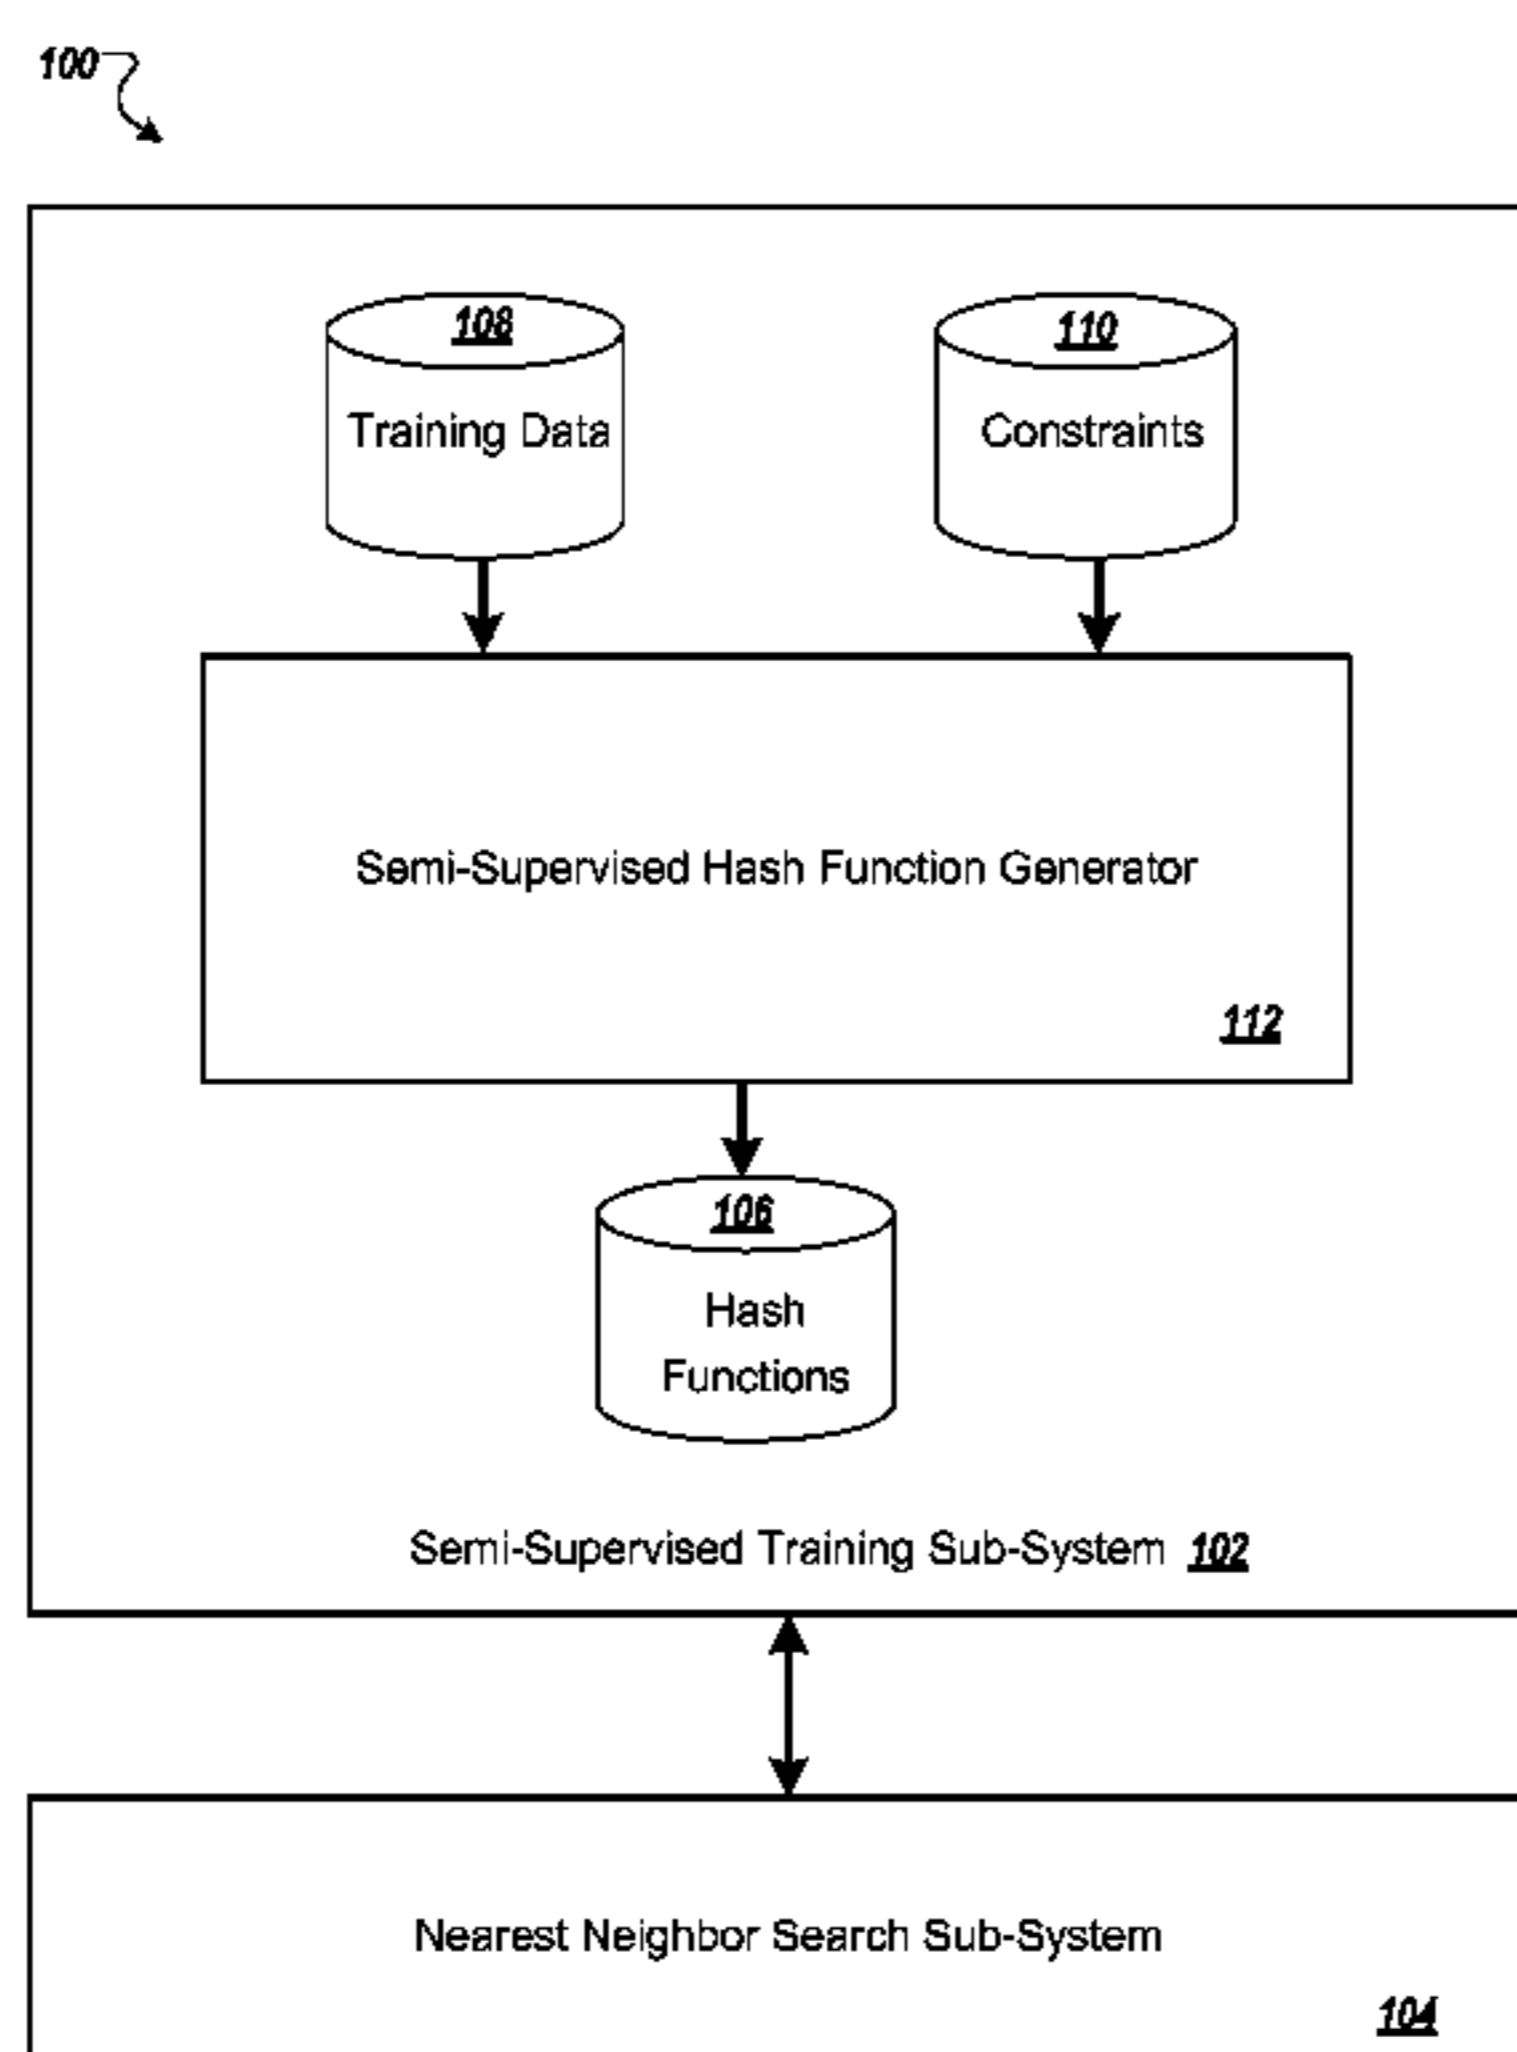 100
108
110
Training Data
Constraints
Semi-Supervised Hash Function Generator
112
106
Hash
Functions
Semi-Supervised Training Sub-System 102
Nearest Neighbor Search Sub-System
104